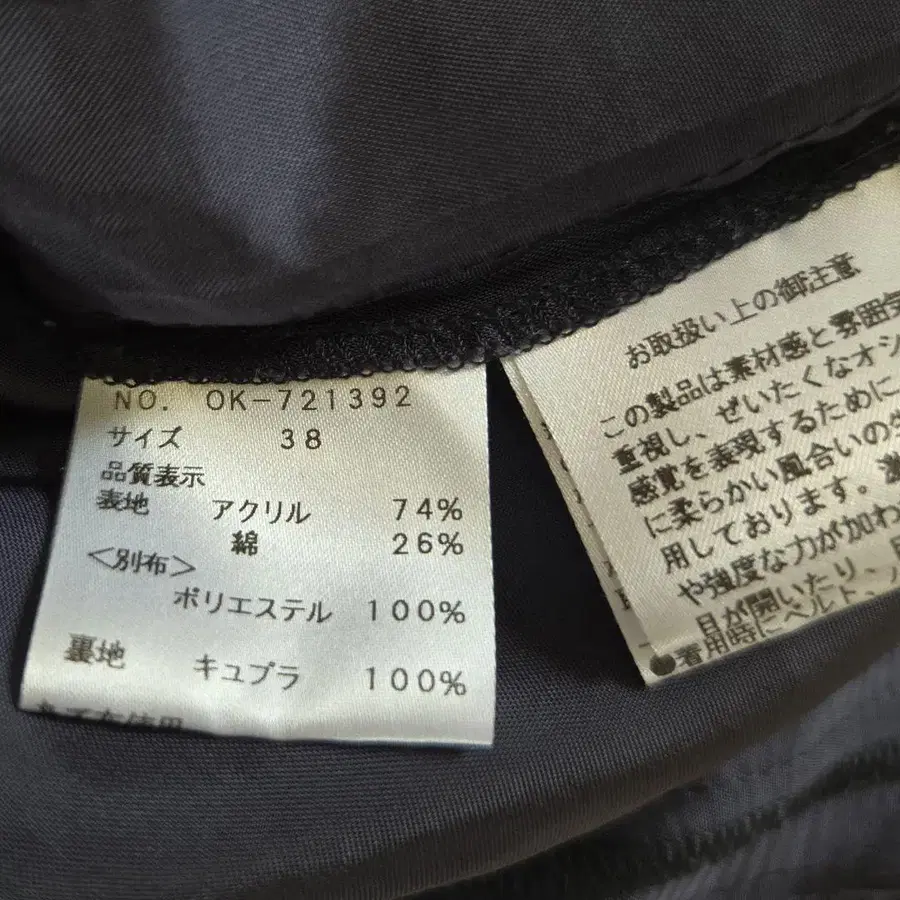 NO. OK-721392
サイズ 38
品質表示
表地 アクリル 74%
綿 26%
<別布>
ポリエステル 100%
裏地 キュプラ 100%
お取扱い上の御注意
この製品は素材感と雰囲気
重視し、ぜいたくなオシ
感覚を表現するために、
に柔らかい風合いの生
用しております。激
や強度な力が加わ
目が開いたり、
●着用時にベルト、